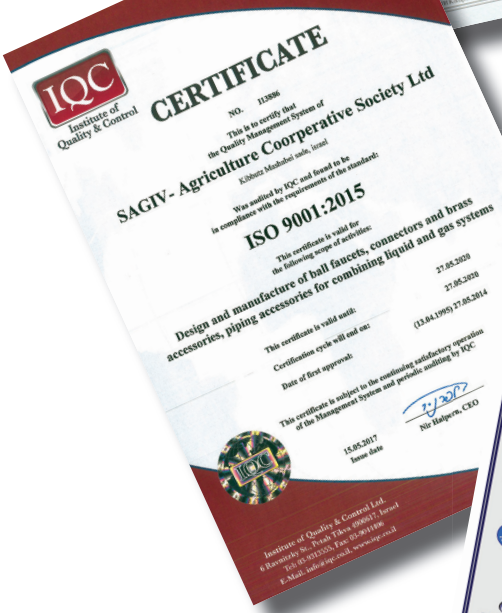 IQC
Institute of
Quality & Control
CERTIFICATE
NO. 113886
This is to certify that
the Quality Management System of
SAGIV- Agriculture Coorperative Society Ltd
Kibbutz Mashabei sade, israel
Was audited by IQC and found to be
in compliance with the requirements of the standard:
ISO 9001:2015
This certificate is valid for
the following scope of activities:
Design and manufacture of ball faucets, connectors and brass
accessories, piping accessories for combining liquid and gas systems
This certificate is valid until: 27.05.2020
Certification cycle will end on: 27.05.2020
Date of first approval: (13.04.1995) 27.05.2014
This certificate is subject to the continuing satisfactory operation
of the Management System and periodic auditing by IQC
15.05.2017
Issue date
Nir Halpern, CEO
IQC
Institute of Quality & Control Ltd.
6 Ravnitzky St., Petah Tikva 4900617, Israel
Tel: 03-9313333, Fax: 03-9044496
E-Mail. info@iqc.co.il, www.iqc.co.il